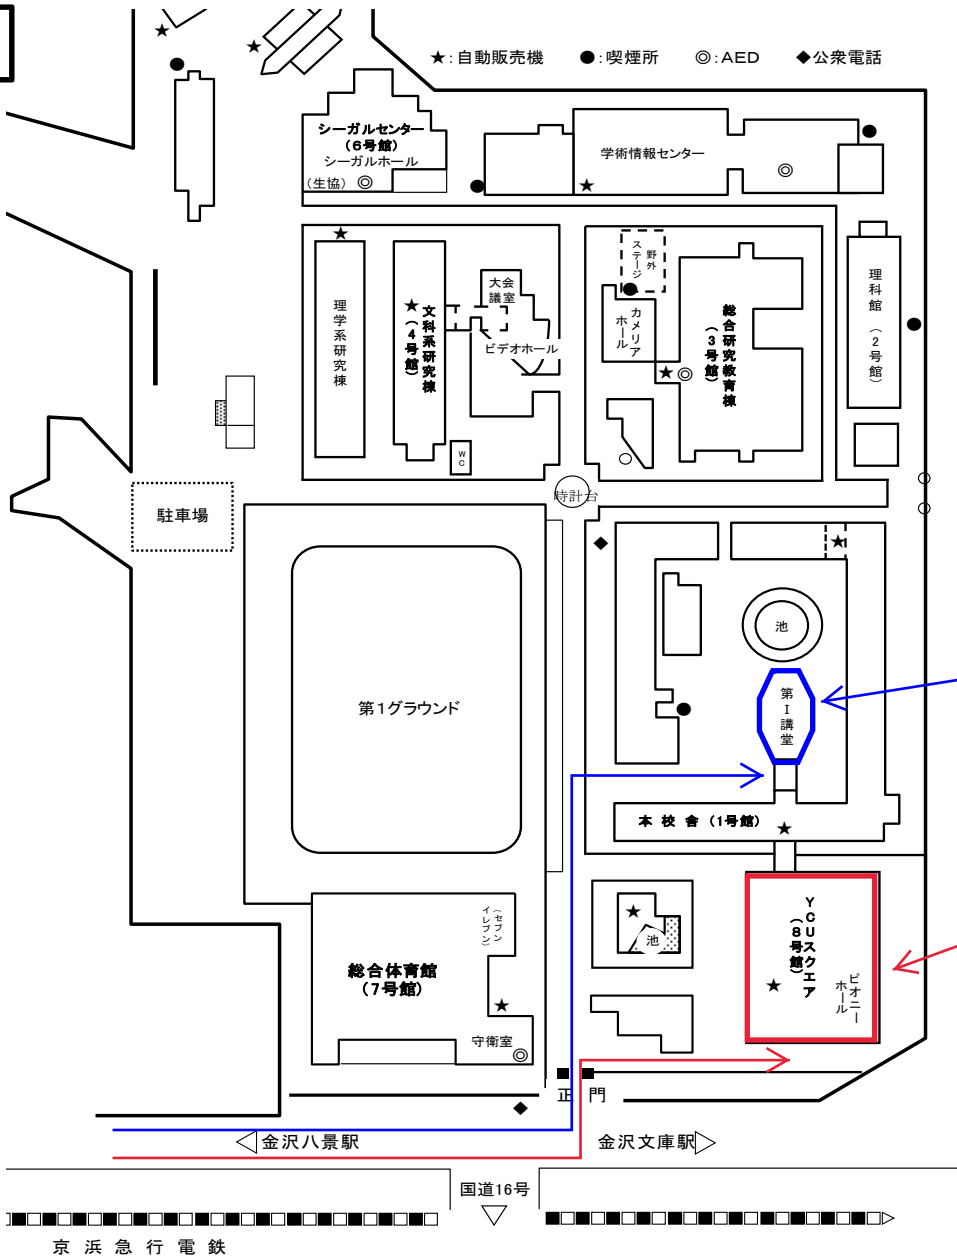 ★:自動販売機 ●:喫煙所 ◎:AED ◆公衆電話
シーガルセンター
(6号館)
シーガルホール
(生協) ◎
学術情報センター
理学系研究棟
文科系研究棟
(4号館)
大会
議室
ビデオホール
WC
野外
ステージ
カメリア
ホール
総合研究教育棟
(3号館)
理科館(2号館)
時計台
駐車場
第1グラウンド
池
第I講堂
本校舎(1号館)
YCUスクエア
(8号館)
ピオニー
ホール
池
(セブン
イレブン)
総合体育館
(7号館)
守衛室
正門
◁金沢八景駅
金沢文庫駅▷
国道16号
京浜急行電鉄